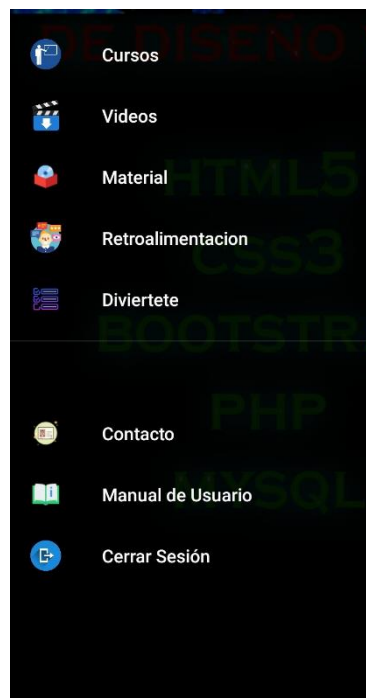 DE DISEÑO
Cursos
Videos
HTML5
Material
Retroalimentacion
CSS3
Diviertete
BOOTSTR
PHP
Contacto
Manual de Usuario
MYSQL
Cerrar Sesión